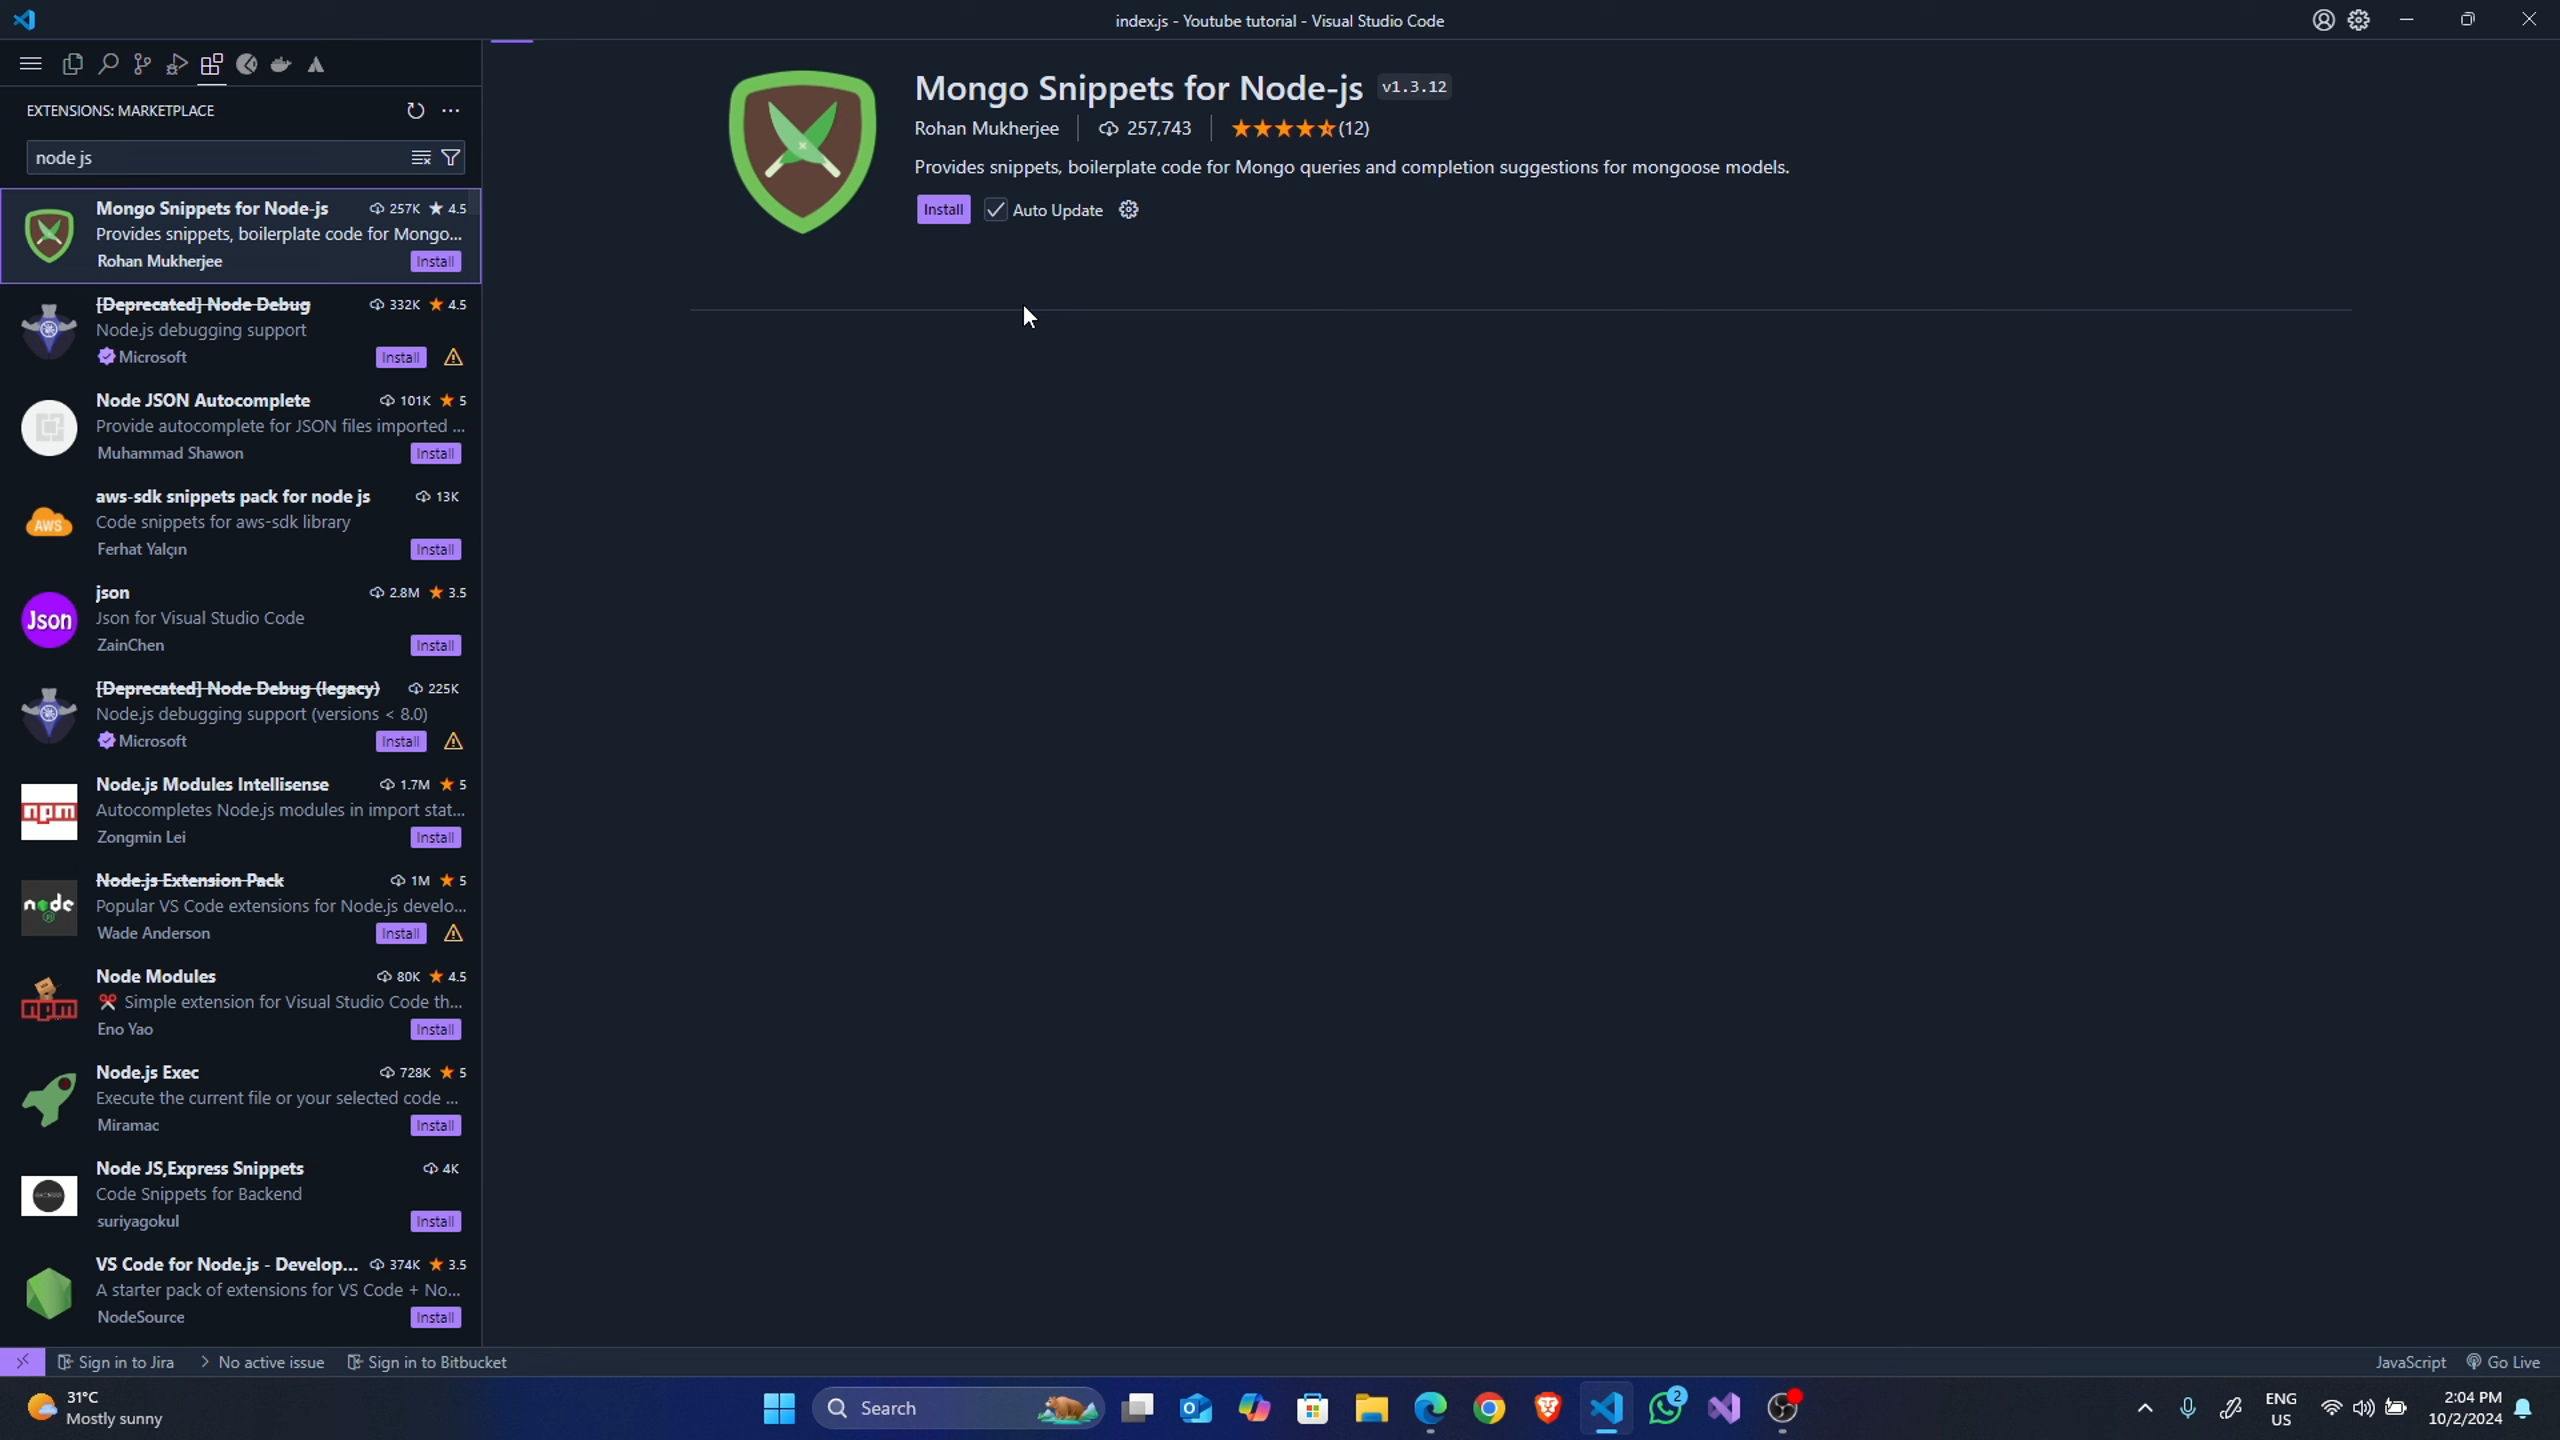 index.js - Youtube tutorial - Visual Studio Code
EXTENSIONS: MARKETPLACE
node js
Mongo Snippets for Node-js 257K 4.5
Provides snippets, boilerplate code for Mongo...
Rohan Mukherjee Install
[Deprecated] Node Debug 332K 4.5
Node.js debugging support
Microsoft Install
Node JSON Autocomplete 101K 5
Provide autocomplete for JSON files imported ...
Muhammad Shawon Install
aws-sdk snippets pack for node js 13K
AWS
Code snippets for aws-sdk library
Ferhat Yalçın Install
json 2.8M 3.5
Json
Json for Visual Studio Code
ZainChen Install
[Deprecated] Node Debug (legacy) 225K
Node.js debugging support (versions < 8.0)
Microsoft Install
Node.js Modules Intellisense 1.7M 5
npm
Autocompletes Node.js modules in import stat...
Zongmin Lei Install
Node.js Extension Pack 1M 5
node
Popular VS Code extensions for Node.js develo...
Wade Anderson Install
Node Modules 80K 4.5
npm
Simple extension for Visual Studio Code th...
Eno Yao Install
Node.js Exec 728K 5
Execute the current file or your selected code ...
Miramac Install
Node JS,Express Snippets 4K
Code Snippets for Backend
suriyagokul Install
VS Code for Node.js - Develop... 374K 3.5
A starter pack of extensions for VS Code + No...
NodeSource Install
Mongo Snippets for Node-js v1.3.12
Rohan Mukherjee 257,743 (12)
Provides snippets, boilerplate code for Mongo queries and completion suggestions for mongoose models.
Install Auto Update
Sign in to Jira No active issue Sign in to Bitbucket JavaScript Go Live
31°C
Mostly sunny
Search
2
ENG
US
2:04 PM
10/2/2024